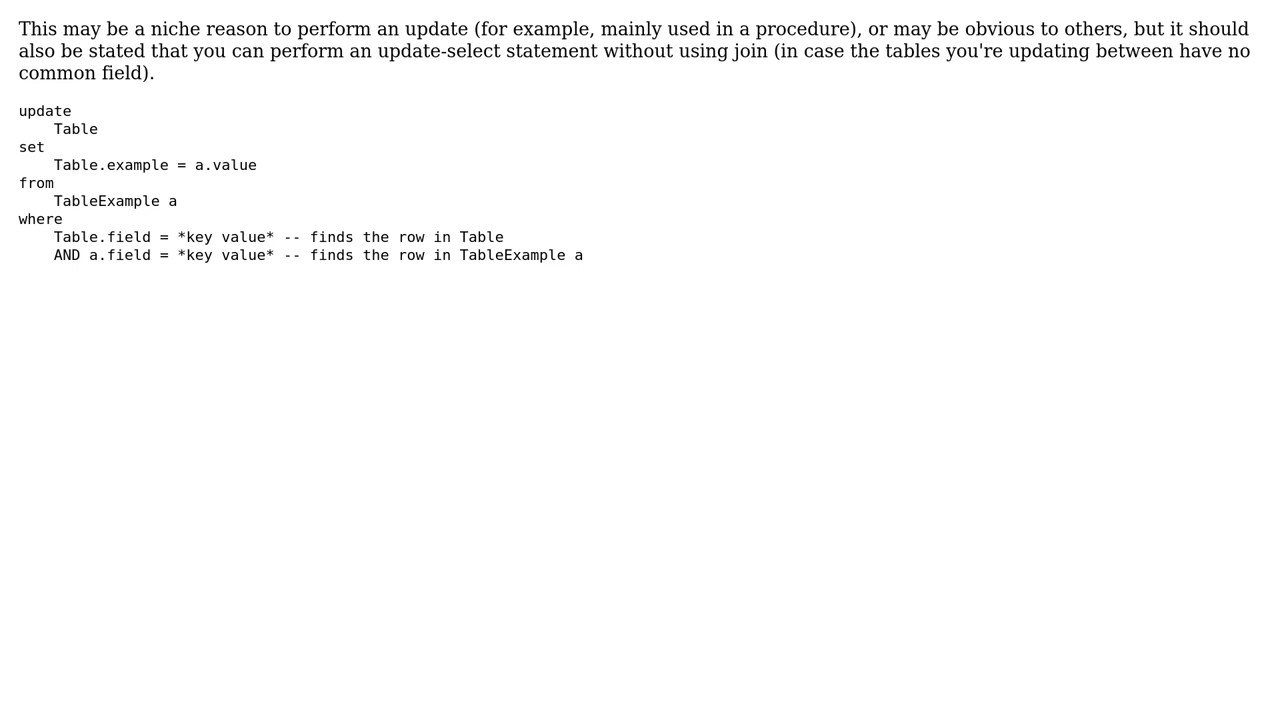 This may be a niche reason to perform an update (for example, mainly used in a procedure), or may be obvious to others, but it should
also be stated that you can perform an update-select statement without using join (in case the tables you're updating between have no
common field).
update
    Table
set
    Table.example = a.value
from
    TableExample a
where
    Table.field = *key value* -- finds the row in Table
    AND a.field = *key value* -- finds the row in TableExample a